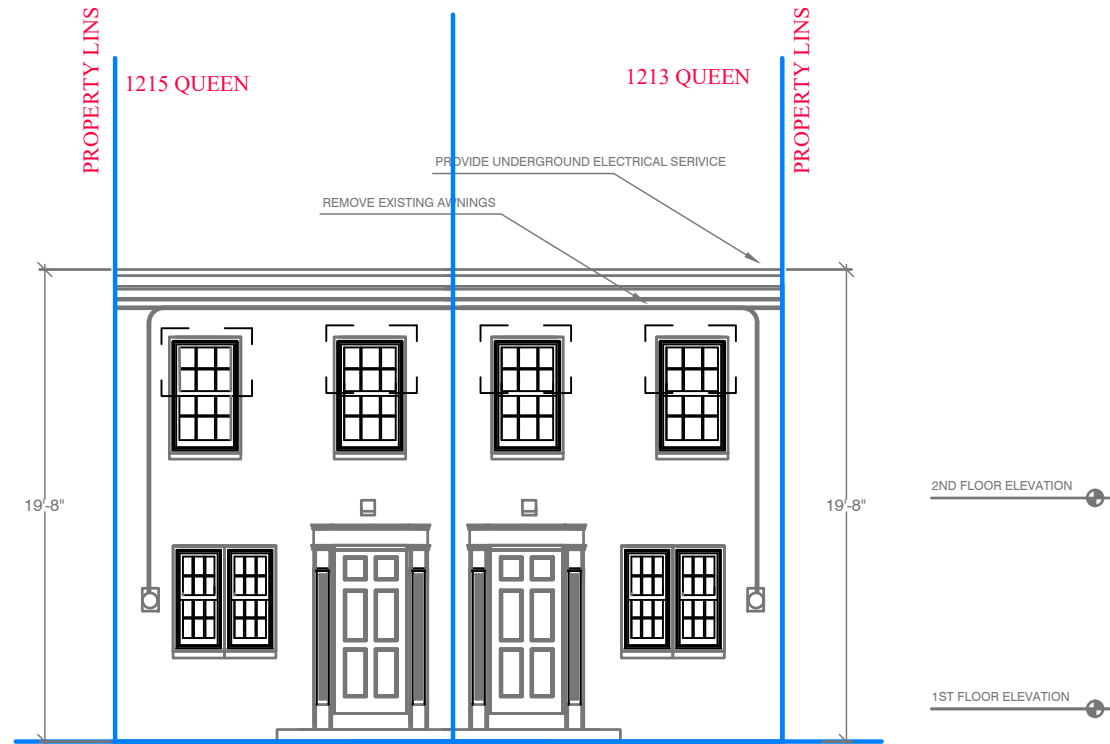 PROPERTY LINS
1215 QUEEN
1213 QUEEN
PROPERTY LINS
PROVIDE UNDERGROUND ELECTRICAL SERIVICE
REMOVE EXISTING AWNINGS
19'-8"
19'-8"
2ND FLOOR ELEVATION
1ST FLOOR ELEVATION